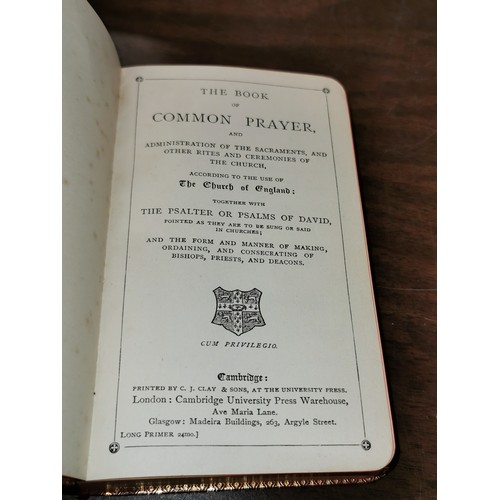 THE BOOK
OF
COMMON PRAYER,
AND
ADMINISTRATION OF THE SACRAMENTS, AND
OTHER RITES AND CEREMONIES OF
THE CHURCH,
ACCORDING TO THE USE OF
The Church of England;
TOGETHER WITH
THE PSALTER OR PSALMS OF DAVID,
POINTED AS THEY ARE TO BE SUNG OR SAID
IN CHURCHES;
AND THE FORM AND MANNER OF MAKING,
ORDAINING, AND CONSECRATING OF
BISHOPS, PRIESTS, AND DEACONS.
CUM PRIVILEGIO.
Cambridge:
PRINTED BY C. J. CLAY & SONS, AT THE UNIVERSITY PRESS.
London: Cambridge University Press Warehouse,
Ave Maria Lane.
Glasgow: Madeira Buildings, 263, Argyle Street.
LONG PRIMER 24mo.]